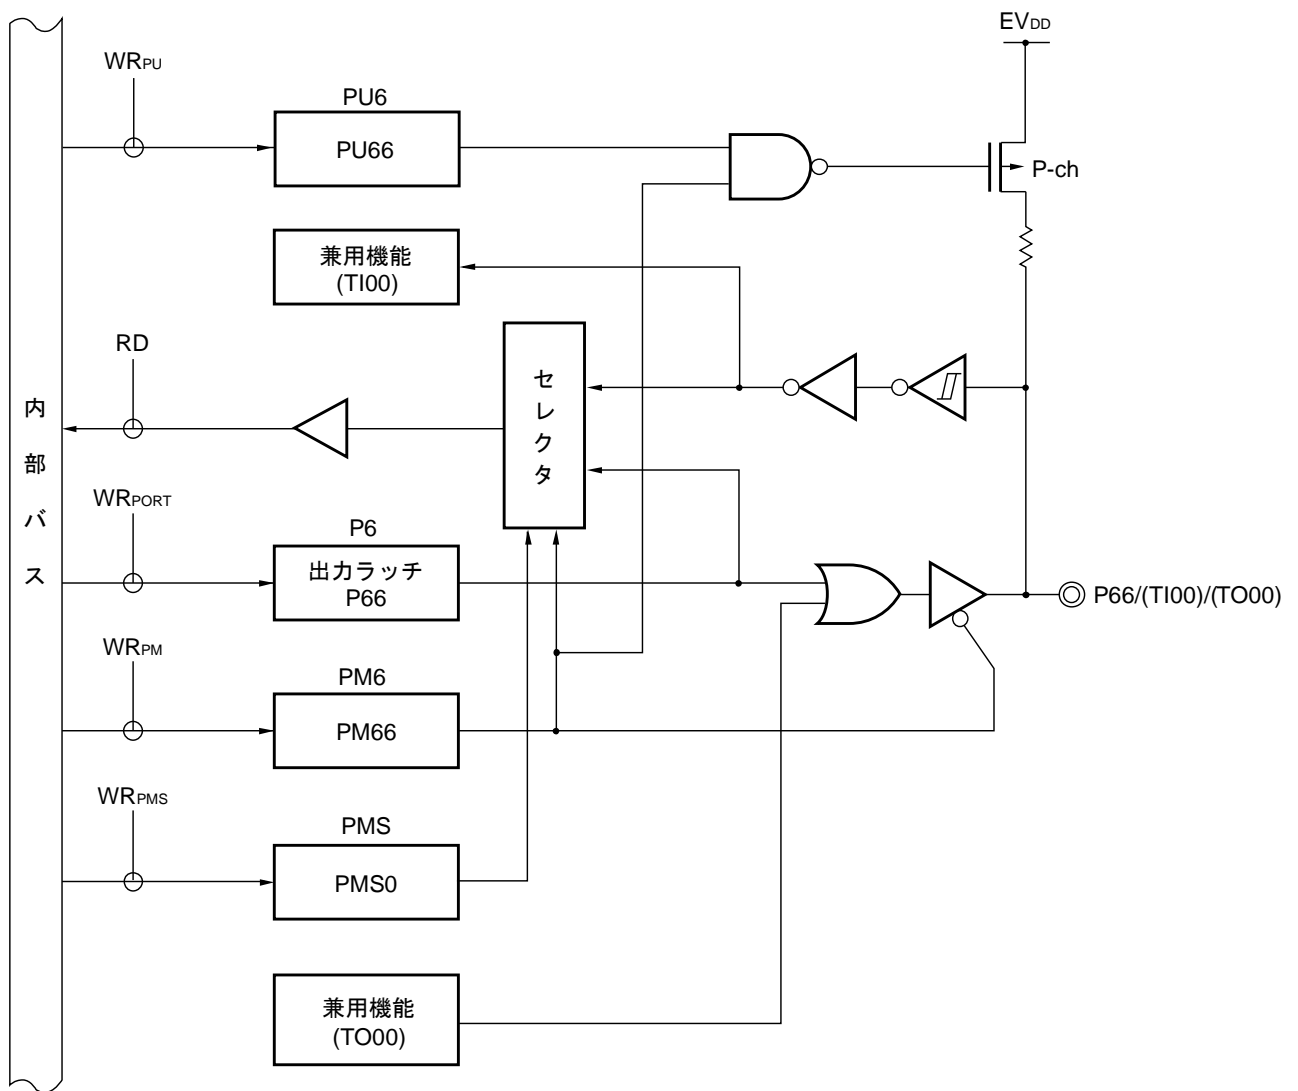 EVDD
WRPU
PU6
PU66
P-ch
兼用機能
(TI00)
RD
セレクタ
内部バス
WRPORT
P6
出力ラッチ
P66
P66/(TI00)/(TO00)
WRPM
PM6
PM66
WRPMS
PMS
PMS0
兼用機能
(TO00)